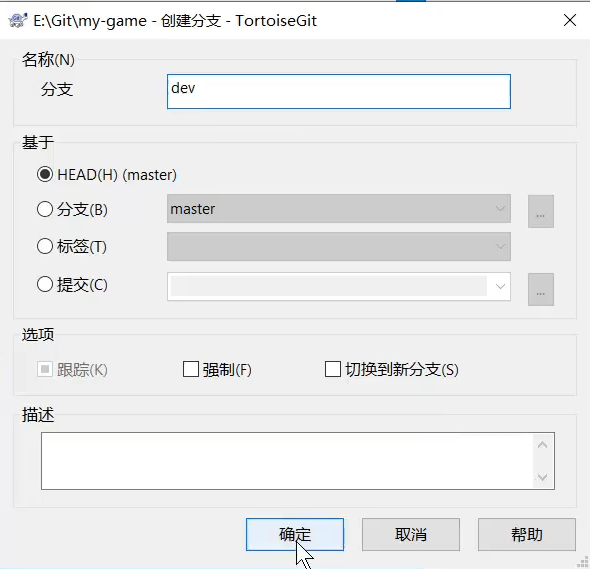 E:\Git\my-game - 创建分支 - TortoiseGit
名称(N)
分支 dev
基于
HEAD(H) (master)
分支(B) master ...
标签(T)
提交(C) ...
选项
跟踪(K) 强制(F) 切换到新分支(S)
描述
确定 取消 帮助